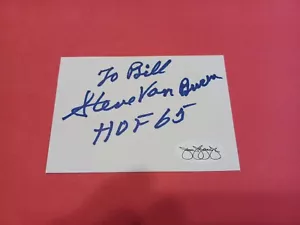 To Bill
Steve Van Buren
HOF 65